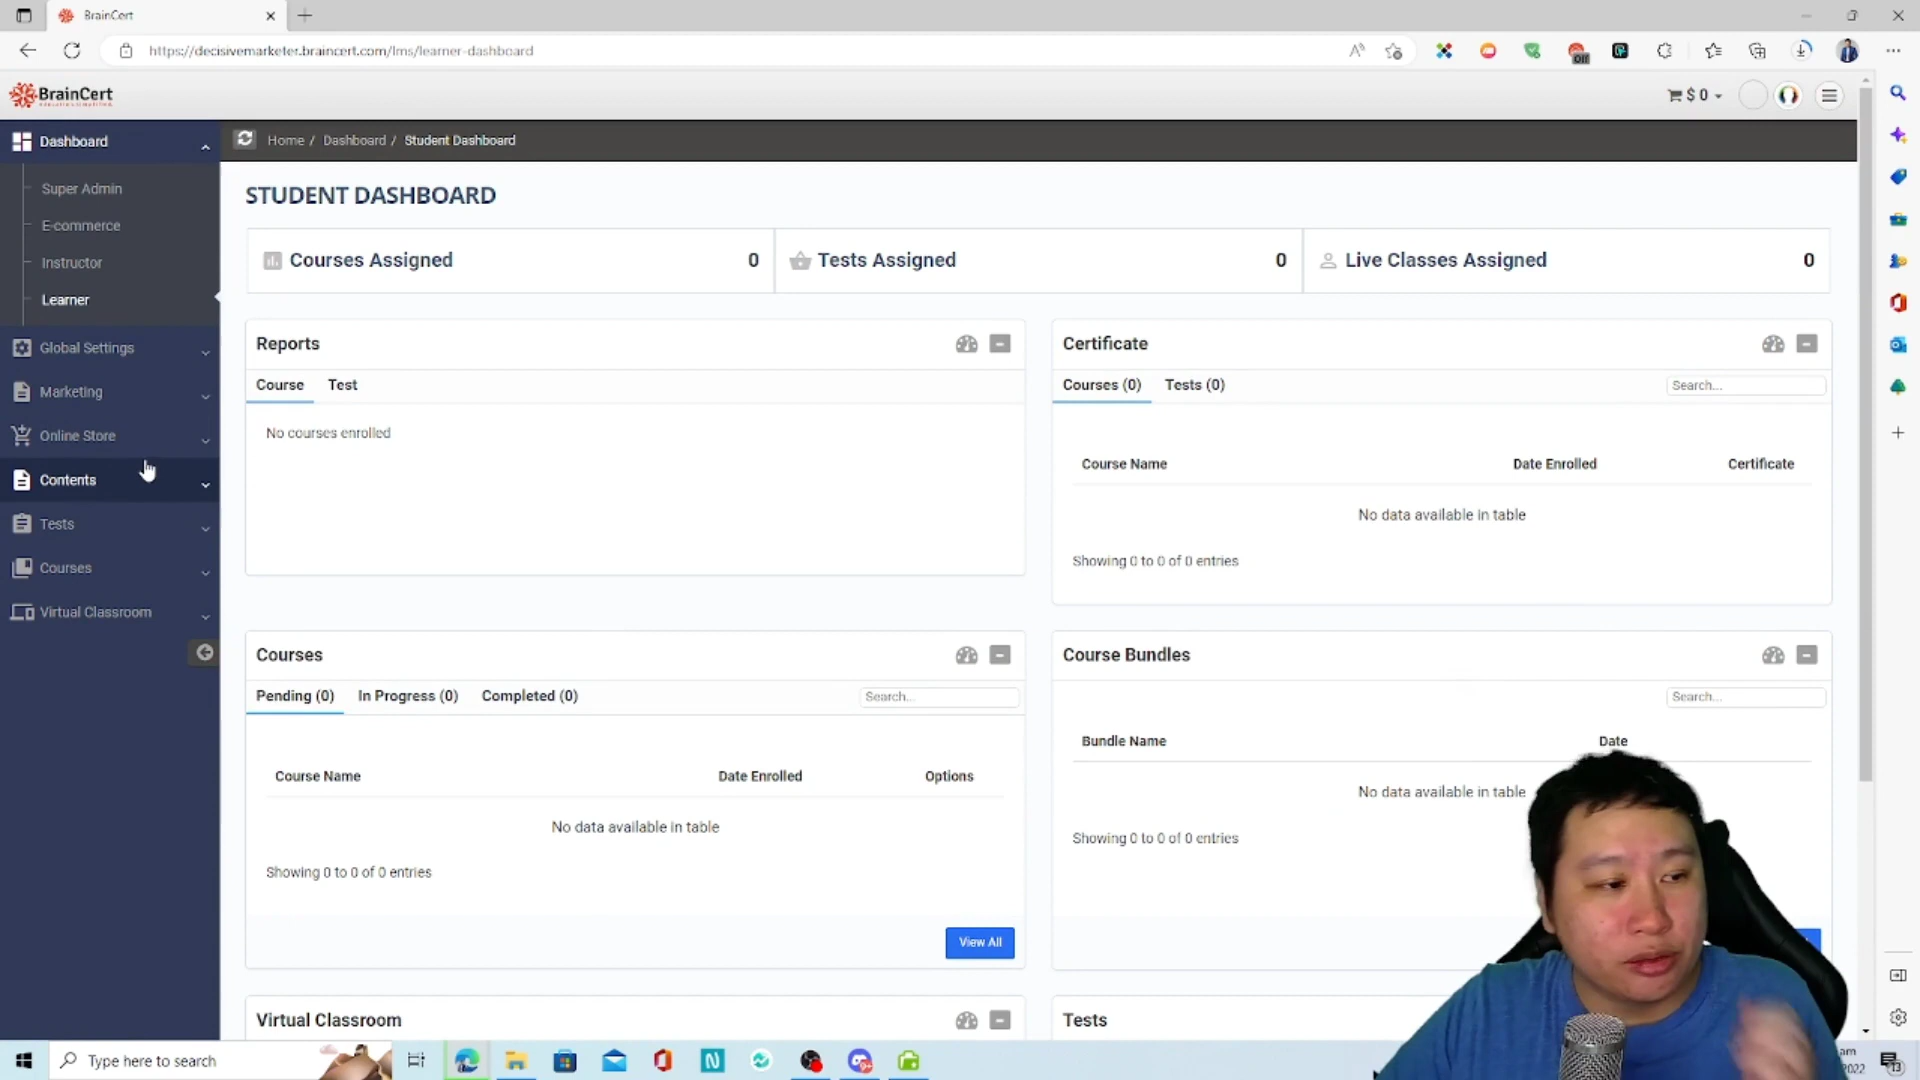 BrainCert
https://decisivemarketer.braincert.com/lms/learner-dashboard
BrainCert
$ 0
Dashboard
Home / Dashboard / Student Dashboard
Super Admin
E-commerce
Instructor
Learner
Global Settings
Marketing
Online Store
Contents
Tests
Courses
Virtual Classroom
STUDENT DASHBOARD
Courses Assigned 0
Tests Assigned 0
Live Classes Assigned 0
Reports
Course Test
No courses enrolled
Certificate
Courses (0) Tests (0) Search...
Course Name Date Enrolled Certificate
No data available in table
Showing 0 to 0 of 0 entries
Courses
Pending (0) In Progress (0) Completed (0) Search...
Course Name Date Enrolled Options
No data available in table
Showing 0 to 0 of 0 entries
View All
Course Bundles
Search...
Bundle Name Date
No data available in table
Showing 0 to 0 of 0 entries
Virtual Classroom
Tests
Type here to search
am
2022
13